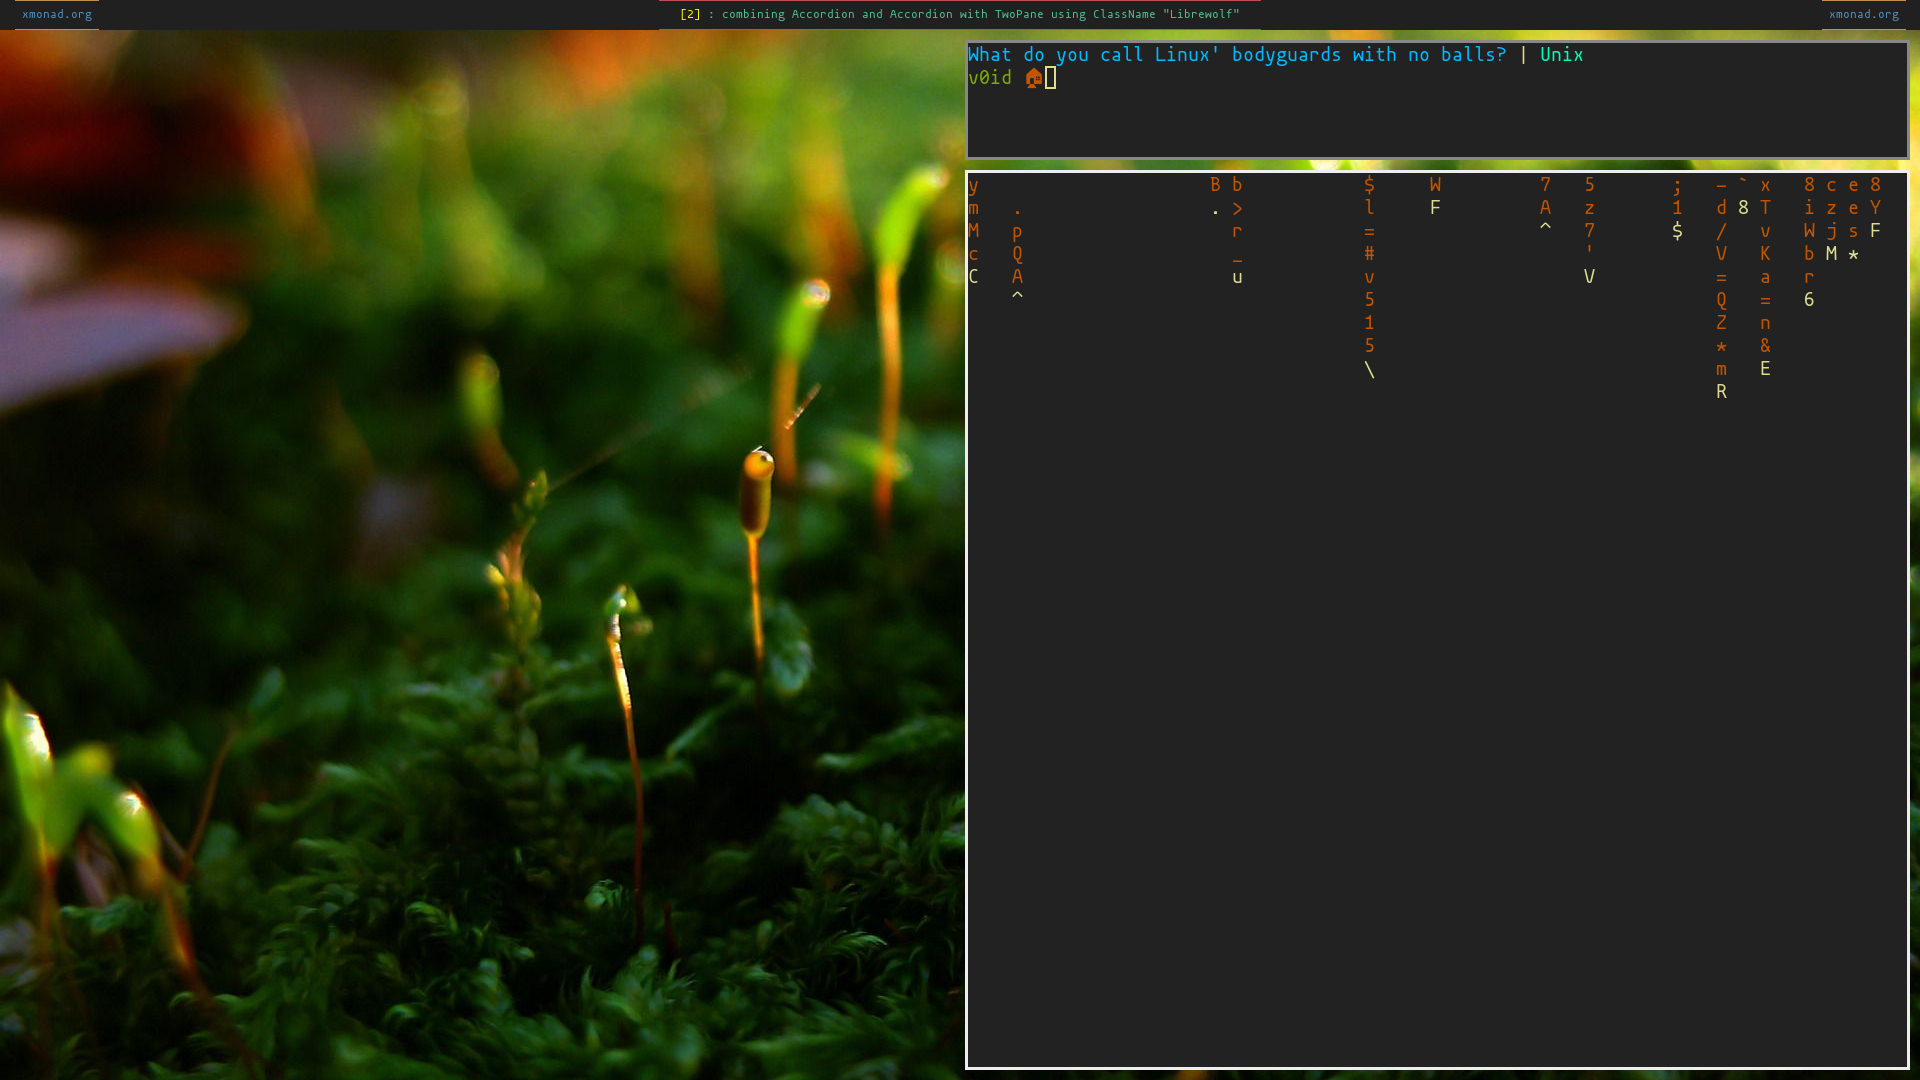 xmonad.org
[2] : combining Accordion and Accordion with TwoPane using ClassName "Librewolf"
xmonad.org
What do you call Linux' bodyguards with no balls? | Unix
v0id
y B b $ W 7 5 ; – ` x 8 c e 8
m . . > l F A z 1 d 8 T i z e Y
M p r = ^ 7 $ / v W j s F
c Q _ # ' V K b M *
C A u v V = a r
^ 5 Q = 6
1 Z n
5 * &
\ m E
R